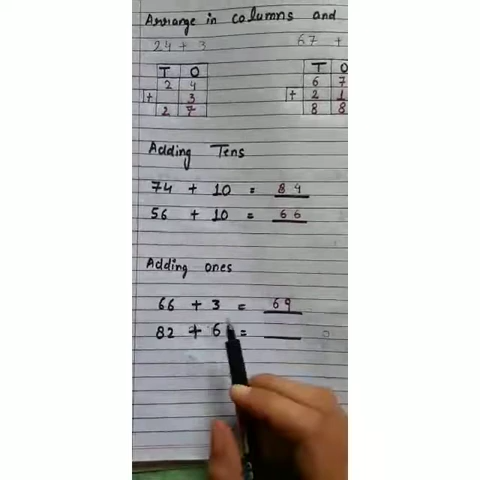 Arrange in columns and
24 + 3 67 +
T O T O
2 4 6 7
+ 3 + 2 1
2 7 8 8
Adding Tens
74 + 10 = 84
56 + 10 = 66
Adding ones
66 + 3 = 69
82 + 6 =